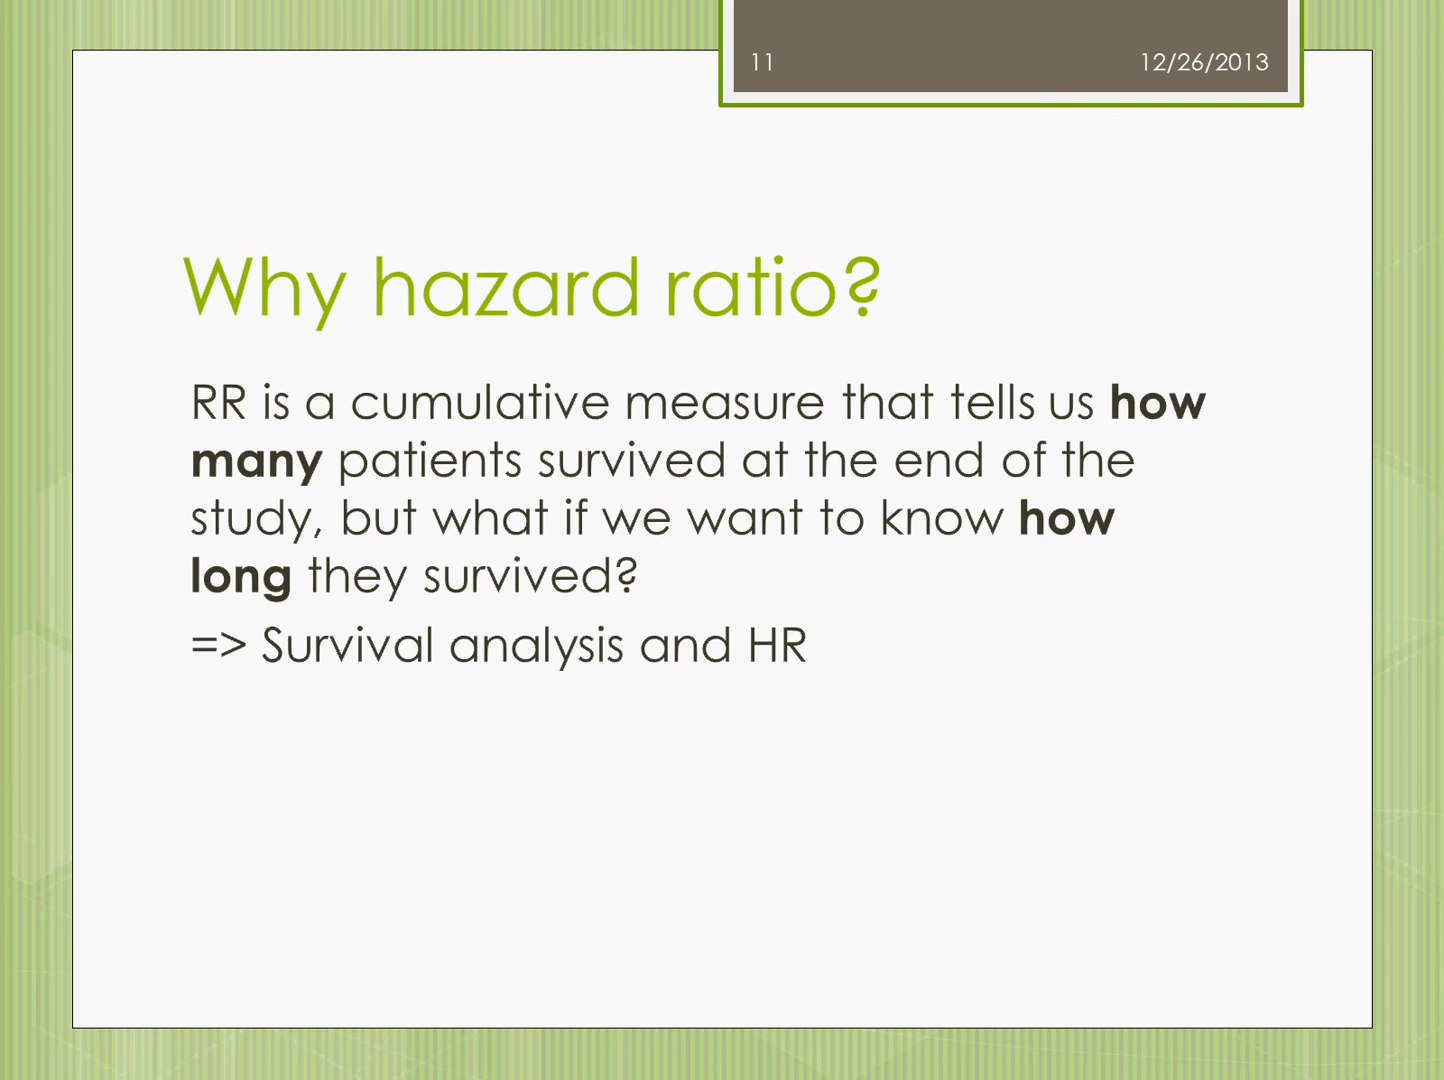 11 12/26/2013
Why hazard ratio?
RR is a cumulative measure that tells us how
many patients survived at the end of the
study, but what if we want to know how
long they survived?
=> Survival analysis and HR